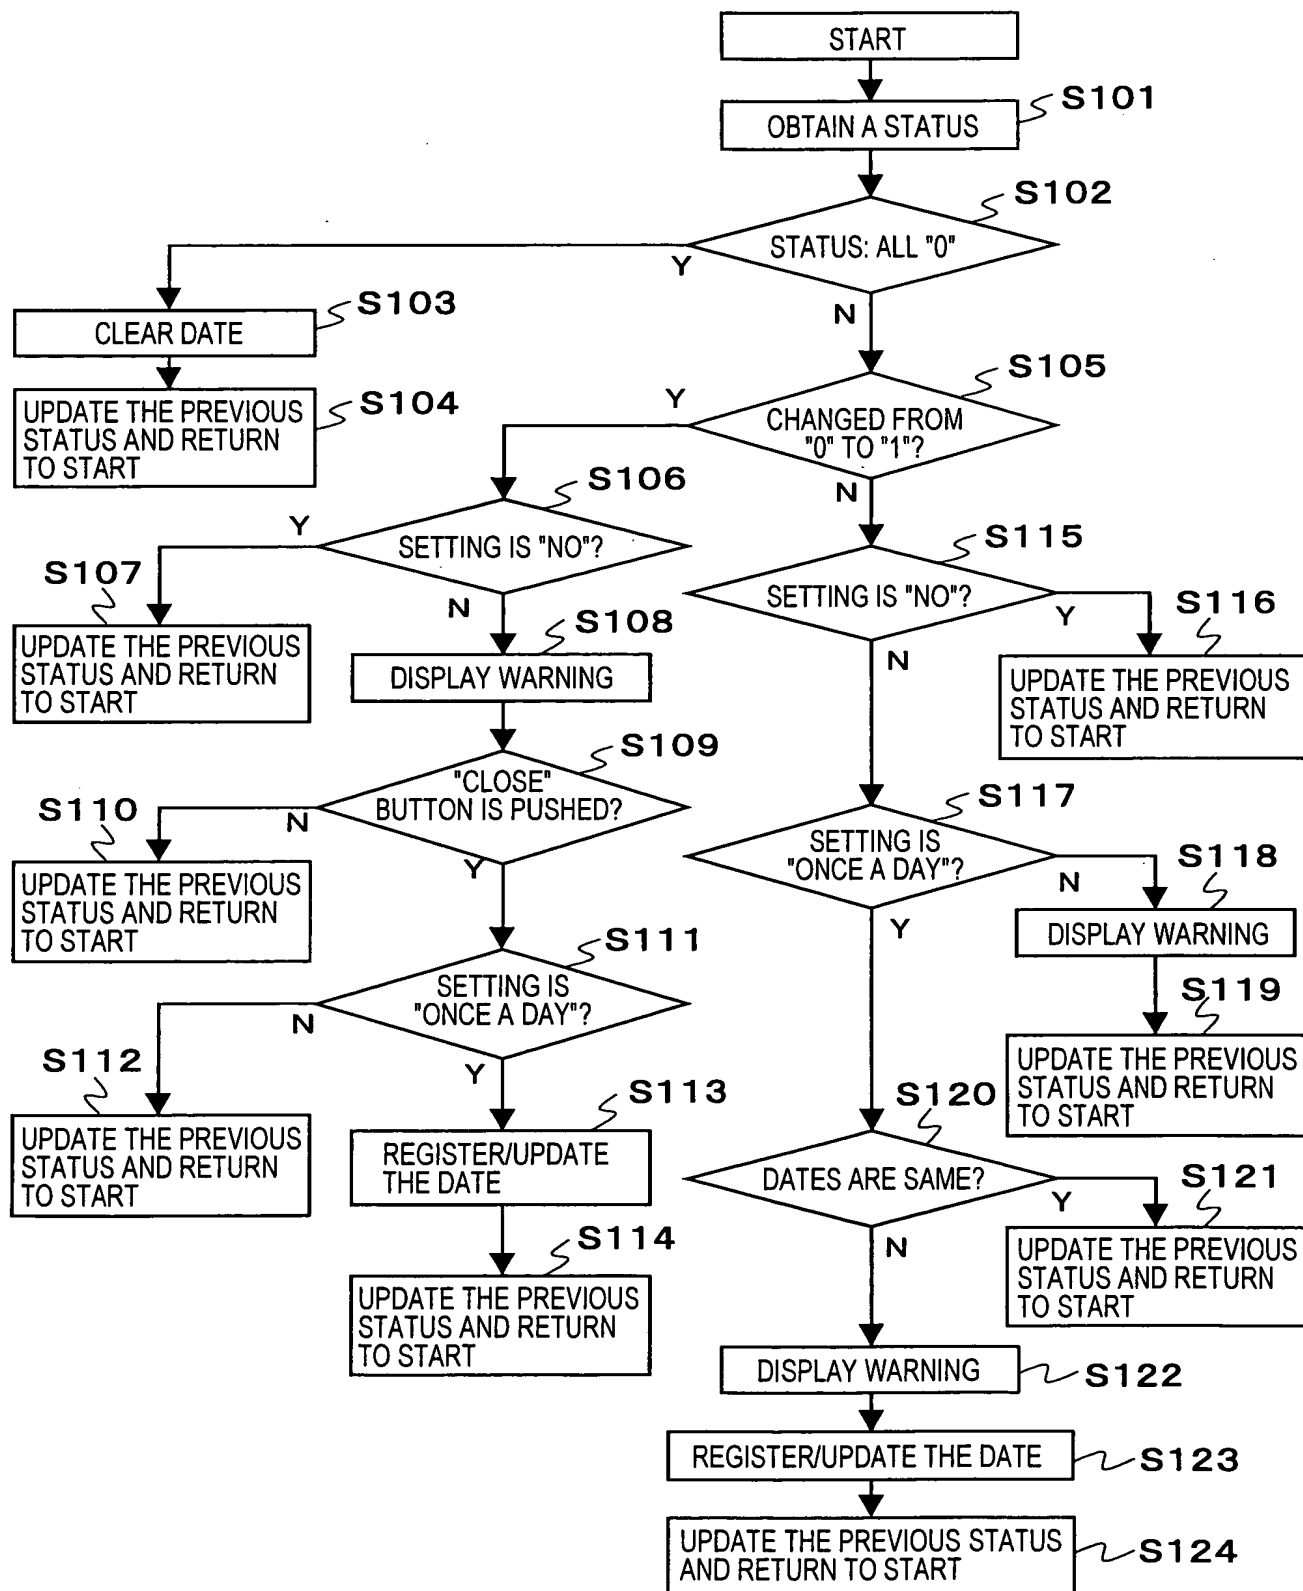 START
S101
OBTAIN A STATUS
S102
STATUS: ALL "0"
Y
N
S103
CLEAR DATE
S104
UPDATE THE PREVIOUS
STATUS AND RETURN
TO START
S105
CHANGED FROM
"0" TO "1"?
Y
N
S106
SETTING IS "NO"?
Y
N
S107
UPDATE THE PREVIOUS
STATUS AND RETURN
TO START
S108
DISPLAY WARNING
S109
"CLOSE"
BUTTON IS PUSHED?
N
Y
S110
UPDATE THE PREVIOUS
STATUS AND RETURN
TO START
S111
SETTING IS
"ONCE A DAY"?
N
Y
S112
UPDATE THE PREVIOUS
STATUS AND RETURN
TO START
S113
REGISTER/UPDATE
THE DATE
S114
UPDATE THE PREVIOUS
STATUS AND RETURN
TO START
S115
SETTING IS "NO"?
Y
N
S116
UPDATE THE PREVIOUS
STATUS AND RETURN
TO START
S117
SETTING IS
"ONCE A DAY"?
N
Y
S118
DISPLAY WARNING
S119
UPDATE THE PREVIOUS
STATUS AND RETURN
TO START
S120
DATES ARE SAME?
Y
N
S121
UPDATE THE PREVIOUS
STATUS AND RETURN
TO START
DISPLAY WARNING
S122
REGISTER/UPDATE THE DATE
S123
UPDATE THE PREVIOUS STATUS
AND RETURN TO START
S124